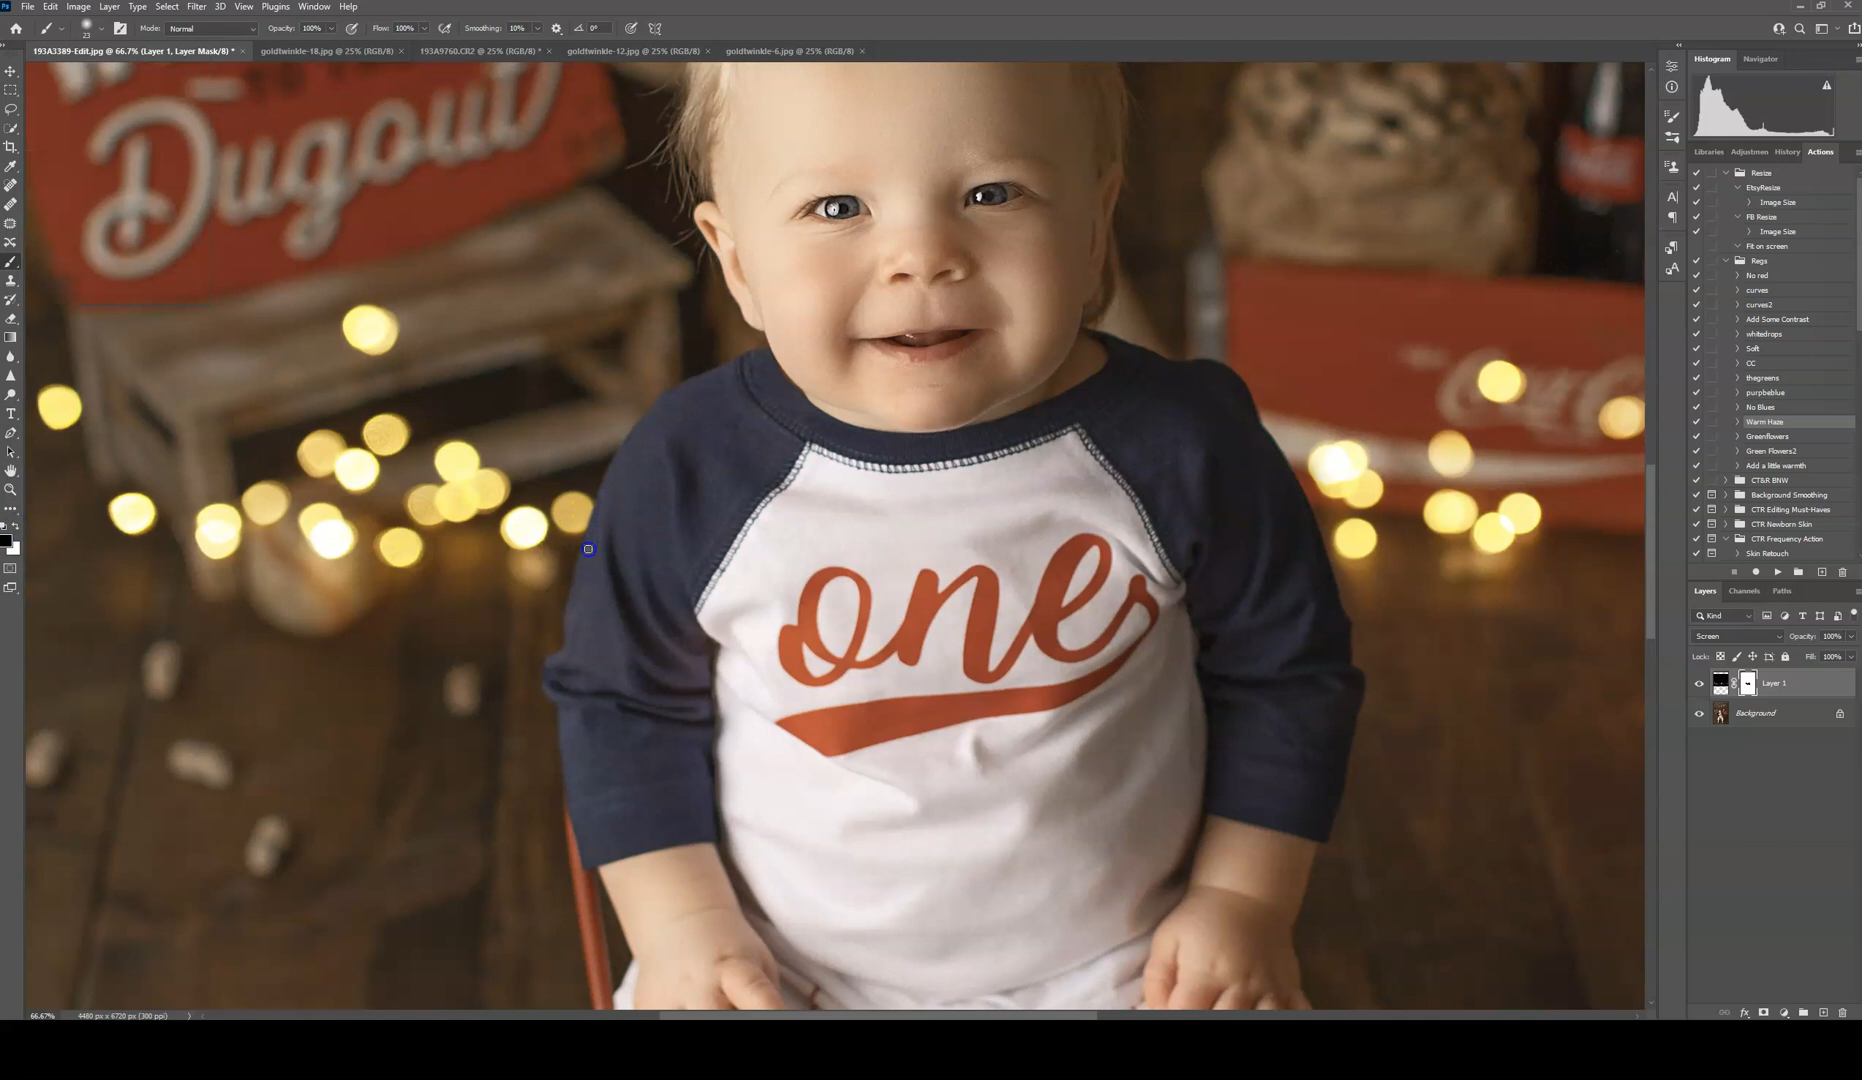 Ps File Edit Image Layer Type Select Filter 3D View Plugins Window Help
23 Mode: Normal Opacity: 100% Flow: 100% Smoothing: 10% 0°
193A3389-Edit.jpg @ 66.7% (Layer 1, Layer Mask/8) * × goldtwinkle-18.jpg @ 25% (RGB/8) × 193A9760.CR2 @ 25% (RGB/8) * × goldtwinkle-12.jpg @ 25% (RGB/8) × goldtwinkle-6.jpg @ 25% (RGB/8) ×
Dugout
Coca Co
one
Histogram Navigator
Libraries Adjustmen History Actions
Resize
EtsyResize
Image Size
FB Resize
Image Size
Fit on screen
Regs
No red
curves
curves2
Add Some Contrast
whitedrops
Soft
CC
thegreens
purpbeblue
No Blues
Warm Haze
Greenflowers
Green Flowers2
Add a little warmth
CT&R BNW
Background Smoothing
CTR Editing Must-Haves
CTR Newborn Skin
CTR Frequency Action
Skin Retouch
Layers Channels Paths
Kind
Screen Opacity: 100%
Lock: Fill: 100%
Layer 1
Background
66.67% 4480 px x 6720 px (300 ppi)